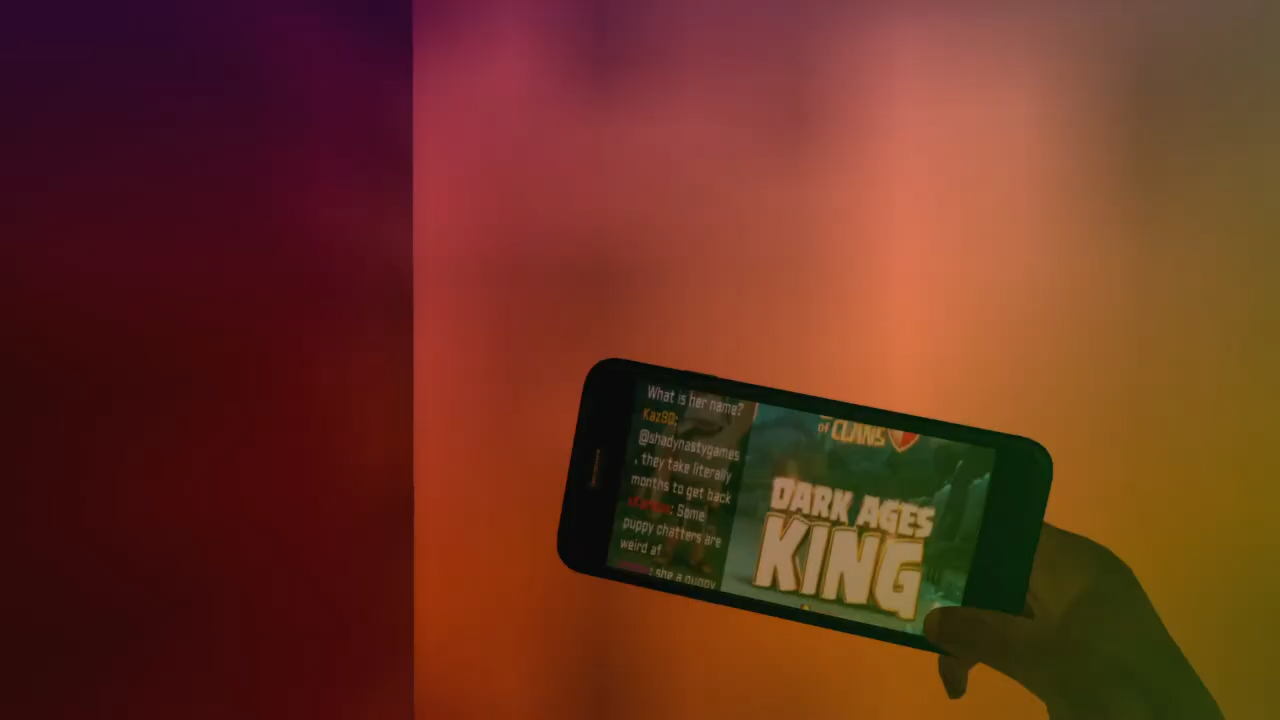 What is her name?
Kaz80:
@shadynastygames
, they take literally
months to get back
: Some
puppy chatters are
weird af
: she a puppy
of CLANS
DARK AGES
KING